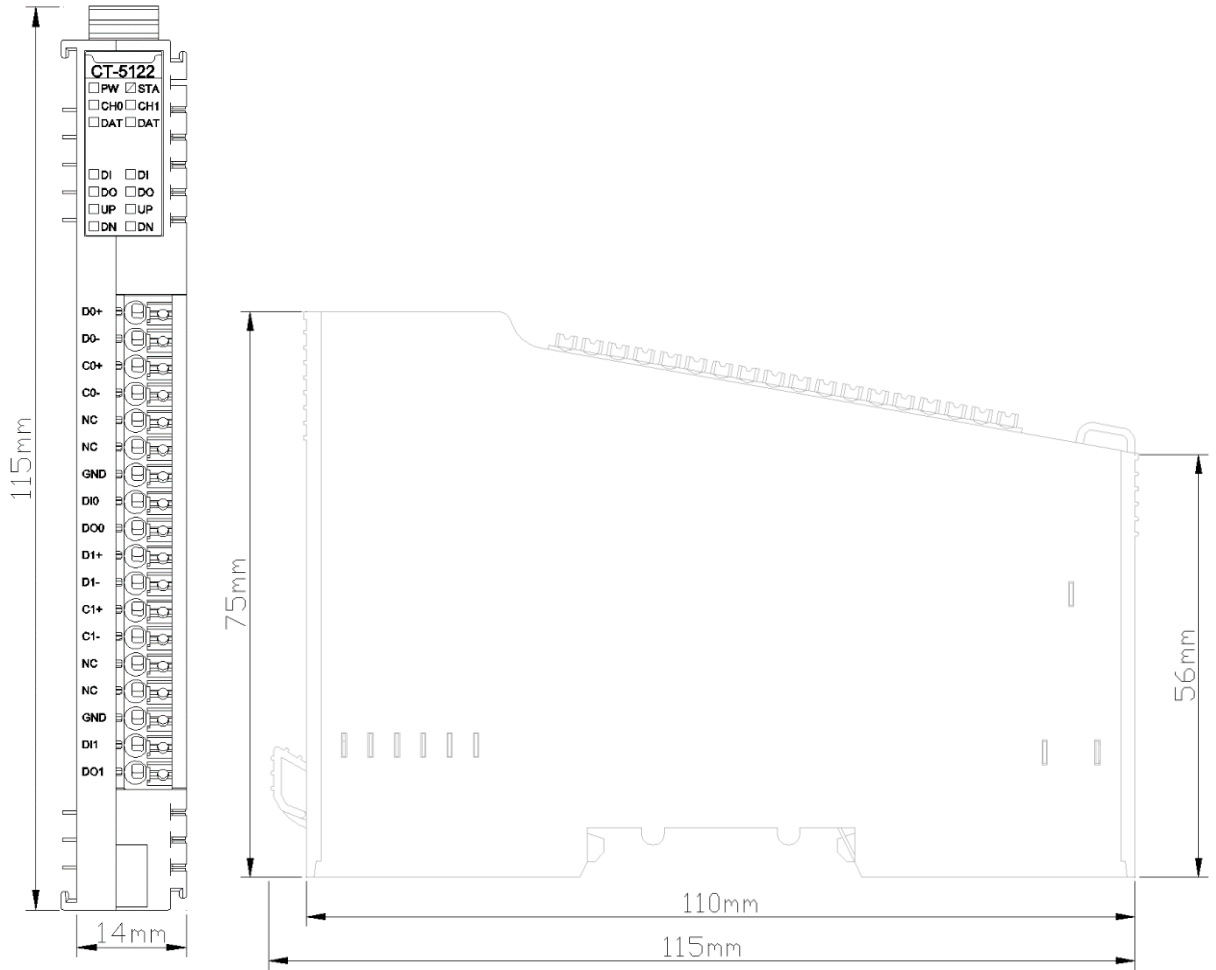 CT-5122
PW STA
CH0 CH1
DAT DAT
DI DI
DO DO
UP UP
DN DN
D0+
D0-
C0+
C0-
NC
NC
GND
DI0
DO0
D1+
D1-
C1+
C1-
NC
NC
GND
DI1
DO1
115mm
14mm
75mm
56mm
110mm
115mm